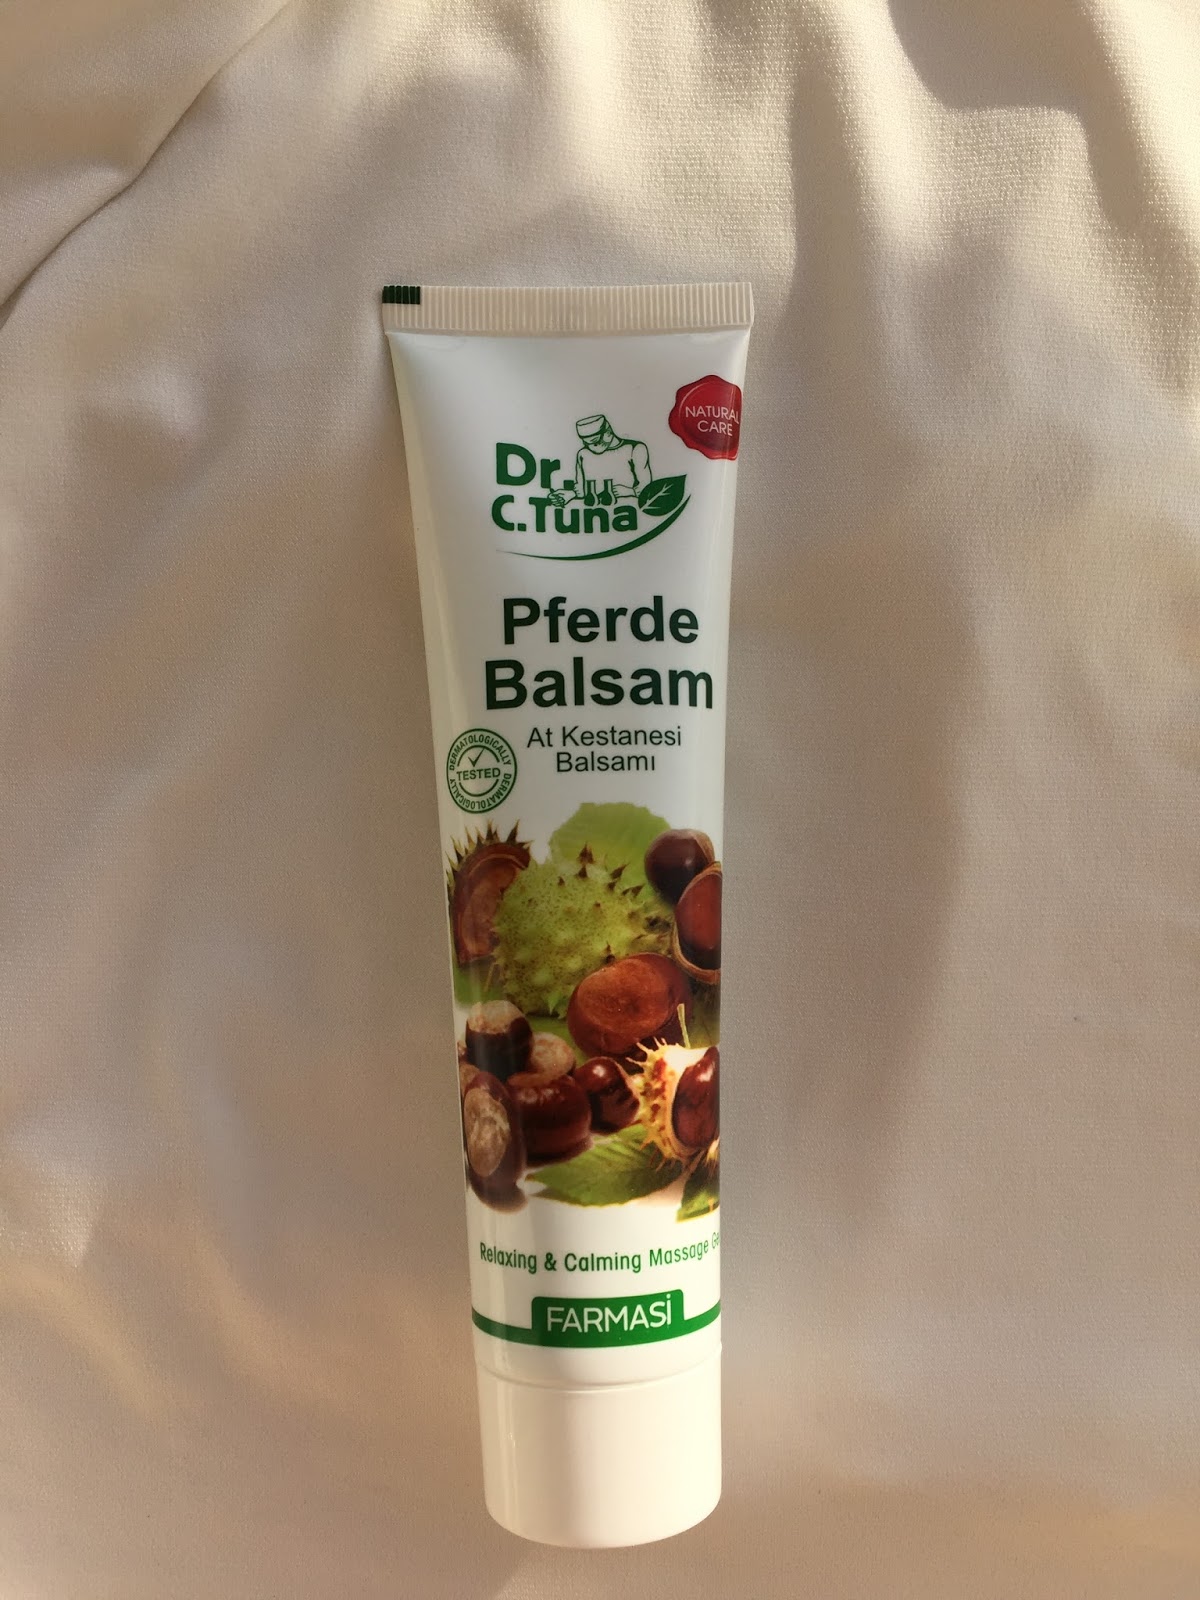 NATURAL
CARE
Dr.
C.Tuna
Pferde
Balsam
At Kestanesi
Balsamı
DERMATOLOGICALLY
TESTED
DERMATOLOGICALLY
Relaxing & Calming Massage
FARMASİ